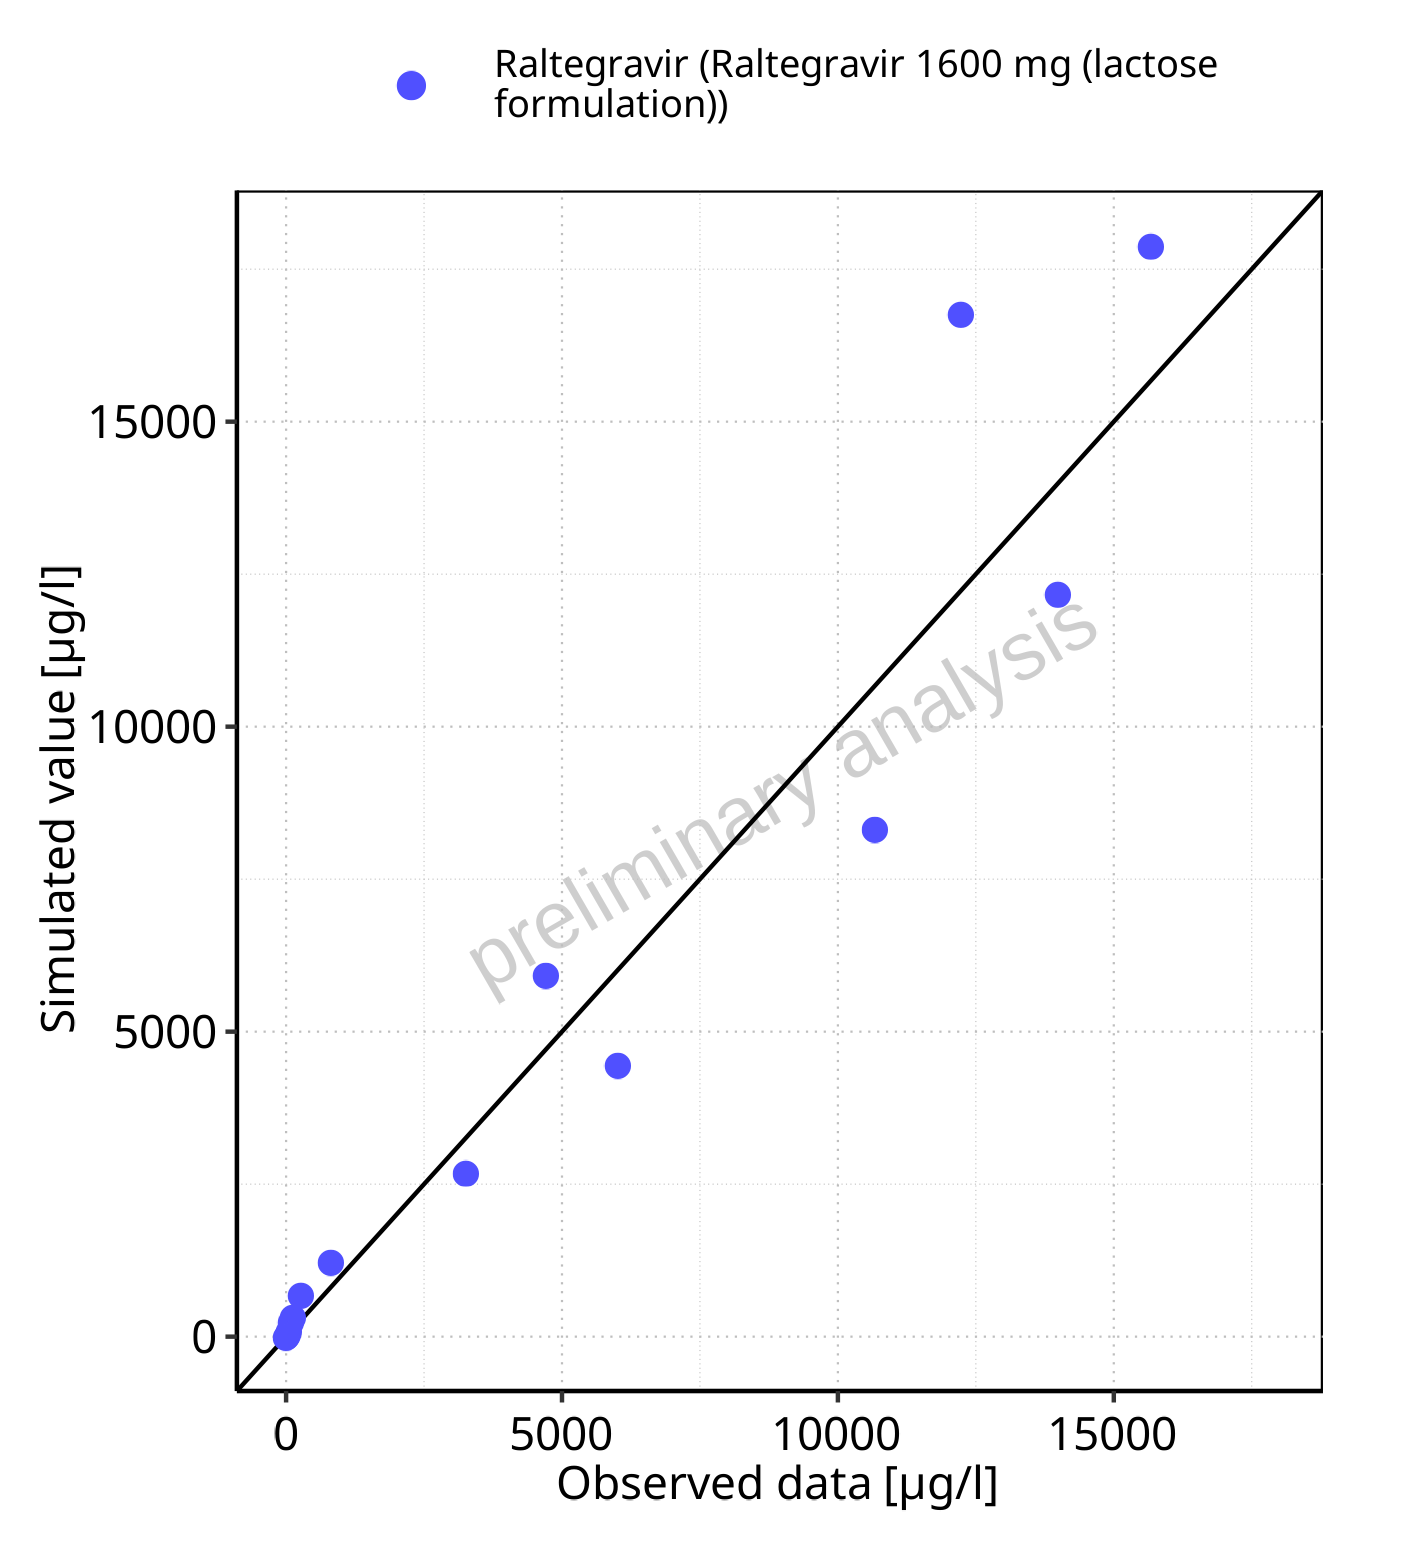 Raltegravir (Raltegravir 1600 mg (lactose
formulation))
15000
10000
5000
0
Simulated value [µg/l]
preliminary analysis
0 5000 10000 15000
Observed data [µg/l]